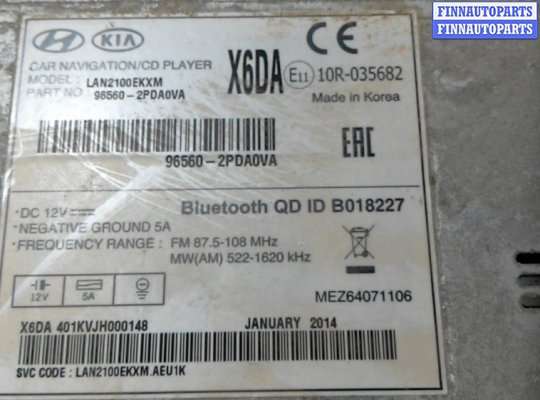 FINNAUTOPARTS
FINNAUTOPARTS
HYUNDAI KIA
CAR NAVIGATION/CD PLAYER
MODEL : LAN2100EKXM
PART NO : 96560-2PDA0VA
X6DA
E11 10R-035682
Made in Korea
96560-2PDA0VA
EAC
Bluetooth QD ID B018227
*DC 12V
*NEGATIVE GROUND 5A
*FREQUENCY RANGE : FM 87.5-108 MHz
MW(AM) 522-1620 kHz
12V 5A
MEZ64071106
X6DA 401KVJH000148 JANUARY 2014
SVC CODE : LAN2100EKXM.AEU1K